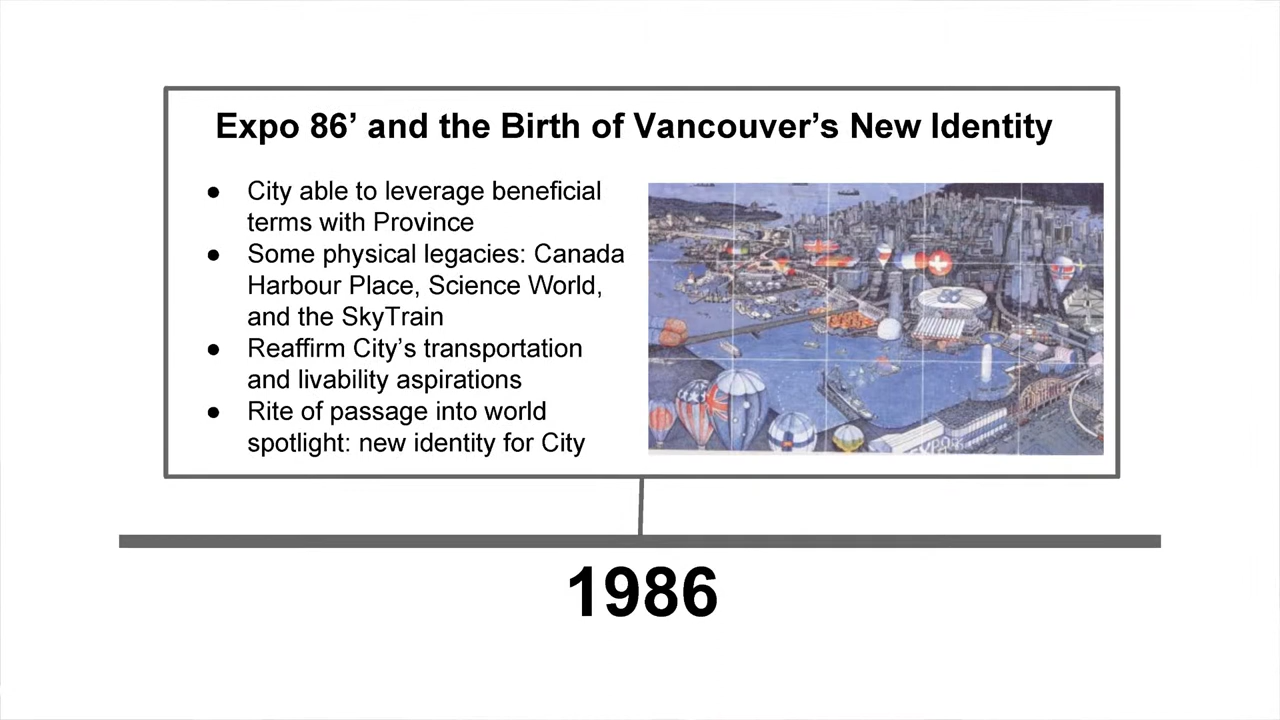 Expo 86’ and the Birth of Vancouver’s New Identity
● City able to leverage beneficial
terms with Province
● Some physical legacies: Canada
Harbour Place, Science World,
and the SkyTrain
● Reaffirm City’s transportation
and livability aspirations
● Rite of passage into world
spotlight: new identity for City
86
1986